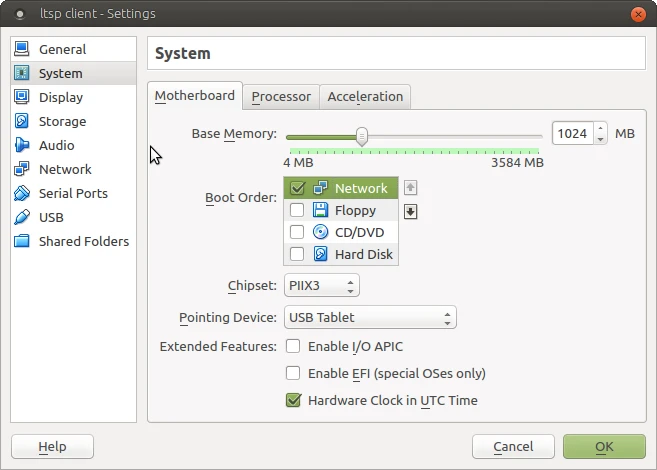 ltsp client - Settings
General
System
Display
Storage
Audio
Network
Serial Ports
USB
Shared Folders
System
Motherboard Processor Acceleration
Base Memory: 1024 MB
4 MB 3584 MB
Boot Order: Network
Floppy
CD/DVD
Hard Disk
Chipset: PIIX3
Pointing Device: USB Tablet
Extended Features: Enable I/O APIC
Enable EFI (special OSes only)
Hardware Clock in UTC Time
Help Cancel OK